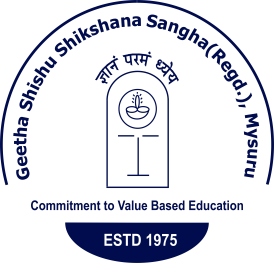 Geetha Shishu Shikshana Sangha(Regd.), Mysuru
ज्ञानं परमं ध्येय
Commitment to Value Based Education
ESTD 1975